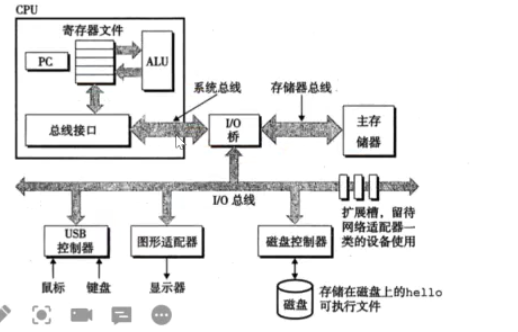 CPU
寄存器文件
PC
ALU
系统总线
存储器总线
总线接口
I/O
桥
主存
储器
I/O 总线
扩展槽，留待
网络适配器一
类的设备使用
USB
控制器
图形适配器
磁盘控制器
鼠标
键盘
显示器
磁盘
存储在磁盘上的hello
可执行文件